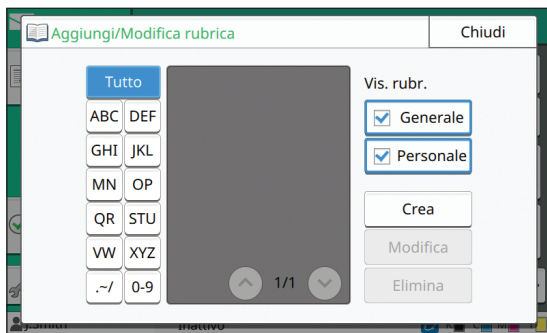 Aggiungi/Modifica rubrica
Chiudi
Tutto
ABC DEF
GHI JKL
MN OP
QR STU
VW XYZ
.~/ 0-9
1/1
Vis. rubr.
Generale
Personale
Crea
Modifica
Elimina
J.Smith
Inattivo